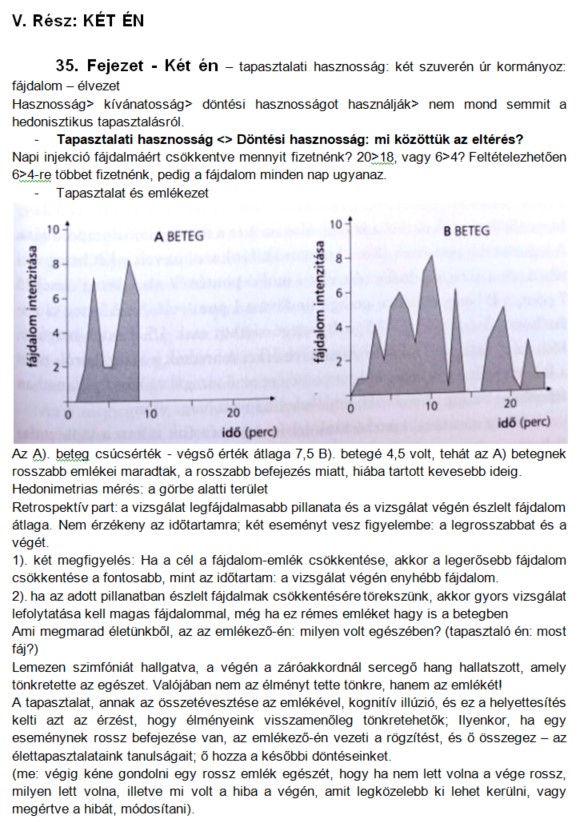 V. Rész: KÉT ÉN
35. Fejezet - Két én – tapasztalati hasznosság: két szuverén úr kormányoz:
fájdalom – élvezet
Hasznosság> kívánatosság> döntési hasznosságot használják> nem mond semmit a
hedonisztikus tapasztalásról.
- Tapasztalati hasznosság <> Döntési hasznosság: mi közöttük az eltérés?
Napi injekció fájdalmáért csökkentve mennyit fizetnénk? 20>18, vagy 6>4? Feltételezhetően
6>4-re többet fizetnénk, pedig a fájdalom minden nap ugyanaz.
- Tapasztalat és emlékezet
fájdalom intenzitása
10
8
6
4
2
0
10
20
A BETEG
idő (perc)
fájdalom intenzitása
10
8
6
4
2
0
10
20
B BETEG
idő (perc)
Az A). beteg csúcsérték - végső érték átlaga 7,5 B). betegé 4,5 volt, tehát az A) betegnek
rosszabb emlékei maradtak, a rosszabb befejezés miatt, hiába tartott kevesebb ideig.
Hedonimetrias mérés: a görbe alatti terület
Retrospektív part: a vizsgálat legfájdalmasabb pillanata és a vizsgálat végén észlelt fájdalom
átlaga. Nem érzékeny az időtartamra; két eseményt vesz figyelembe: a legrosszabbat és a
végét.
1). két megfigyelés: Ha a cél a fájdalom-emlék csökkentése, akkor a legerősebb fájdalom
csökkentése a fontosabb, mint az időtartam: a vizsgálat végén enyhébb fájdalom.
2). ha az adott pillanatban észlelt fájdalmak csökkentésére törekszünk, akkor gyors vizsgálat
lefolytatása kell magas fájdalommal, még ha ez rémes emléket hagy is a betegben
Ami megmarad életünkből, az az emlékező-én: milyen volt egészében? (tapasztaló én: most
fáj?)
Lemezen szimfóniát hallgatva, a végén a záróakkordnál sercegő hang hallatszott, amely
tönkretette az egészet. Valójában nem az élményt tette tönkre, hanem az emlékét!
A tapasztalat, annak az összetévesztése az emlékével, kognitív illúzió, és ez a helyettesítés
kelti azt az érzést, hogy élményeink visszamenőleg tönkretehetők; Ilyenkor, ha egy
eseménynek rossz befejezése van, az emlékező-én vezeti a rögzítést, és ő összegez – az
élettapasztalataink tanulságait; ő hozza a későbbi döntéseinket.
(me: végig kéne gondolni egy rossz emlék egészét, hogy ha nem lett volna a vége rossz,
milyen lett volna, illetve mi volt a hiba a végén, amit legközelebb ki lehet kerülni, vagy
megértve a hibát, módosítani).